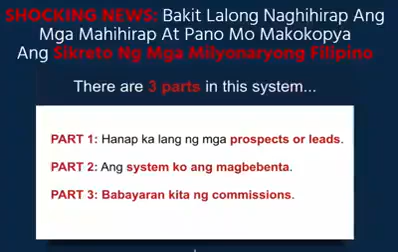 SHOCKING NEWS: Bakit Lalong Naghihirap Ang
Mga Mahihirap At Pano Mo Makokopya
Ang Sikreto Ng Mga Milyonaryong Filipino
There are 3 parts in this system...
PART 1: Hanap ka lang ng mga prospects or leads.
PART 2: Ang system ko ang magbebenta.
PART 3: Babayaran kita ng commissions.